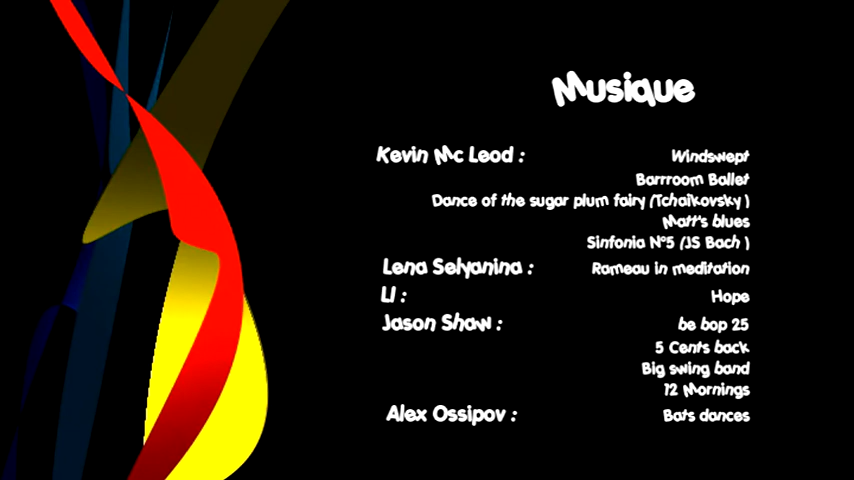 Musique
Kevin Mc Leod : Windswept
Barrroom Ballet
Dance of the sugar plum fairy (Tchaïkovsky )
Matt's blues
Sinfonia N°5 (JS Bach )
Lena Selyanina : Rameau in meditation
LI : Hope
Jason Shaw : be bop 25
5 Cents back
Big swing band
12 Mornings
Alex Ossipov : Bats dances